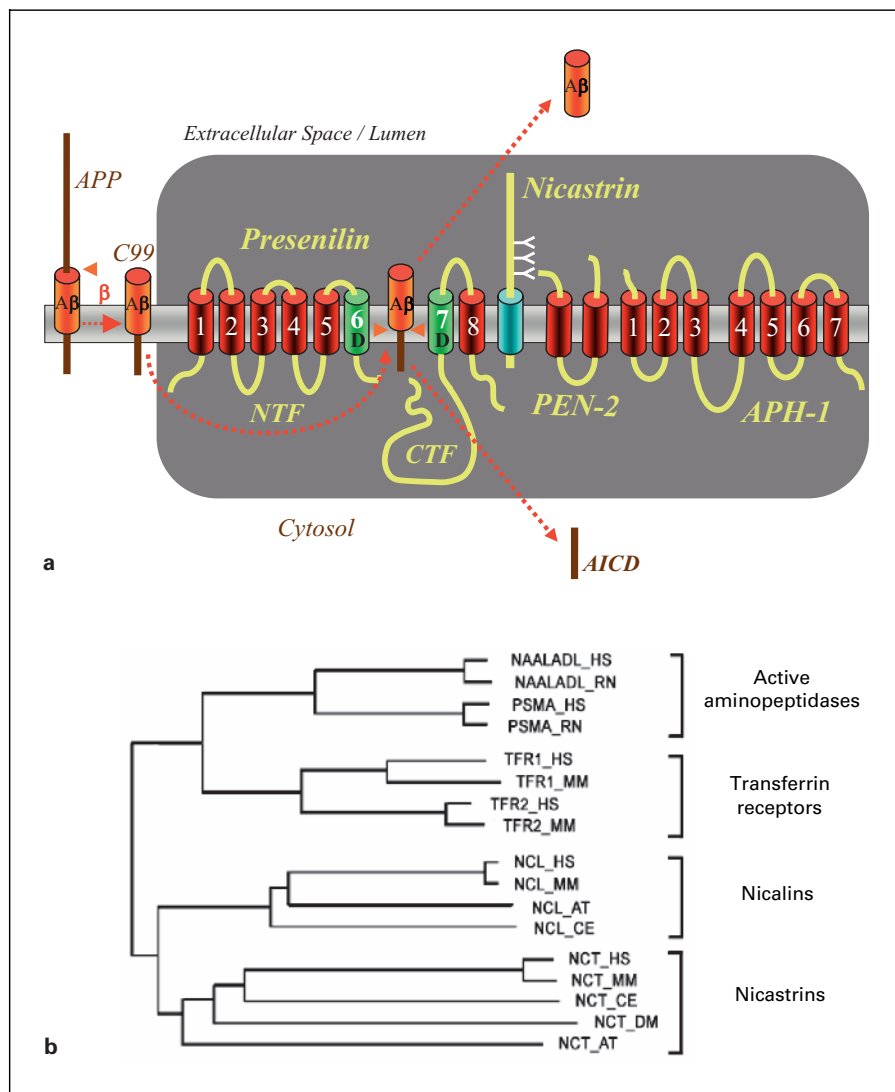 Aβ
Extracellular Space / Lumen
APP
Nicastrin
Presenilin
C99
Aβ
Aβ
Aβ
β
1
2
3
4
5
6
D
7
D
8
1
2
3
4
5
6
7
NTF
CTF
PEN-2
APH-1
Cytosol
AICD
a
NAALADL_HS
NAALADL_RN
PSMA_HS
PSMA_RN
Active
aminopeptidases
TFR1_HS
TFR1_MM
TFR2_HS
TFR2_MM
Transferrin
receptors
NCL_HS
NCL_MM
NCL_AT
NCL_CE
Nicalins
NCT_HS
NCT_MM
NCT_CE
NCT_DM
NCT_AT
Nicastrins
b